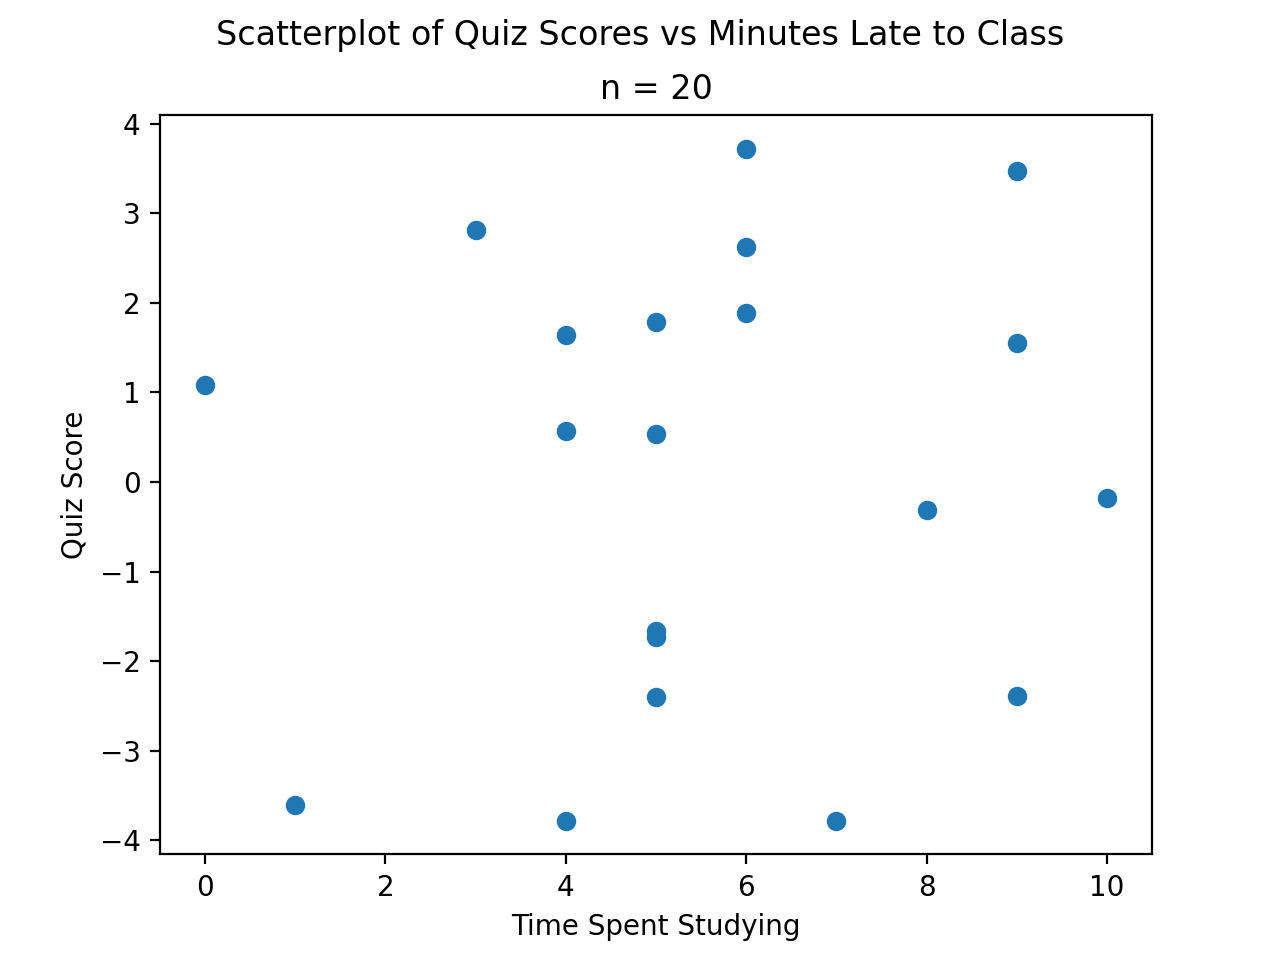 Scatterplot of Quiz Scores vs Minutes Late to Class
n = 20
4
3
2
1
0
−1
−2
−3
−4
Quiz Score
0 2 4 6 8 10
Time Spent Studying